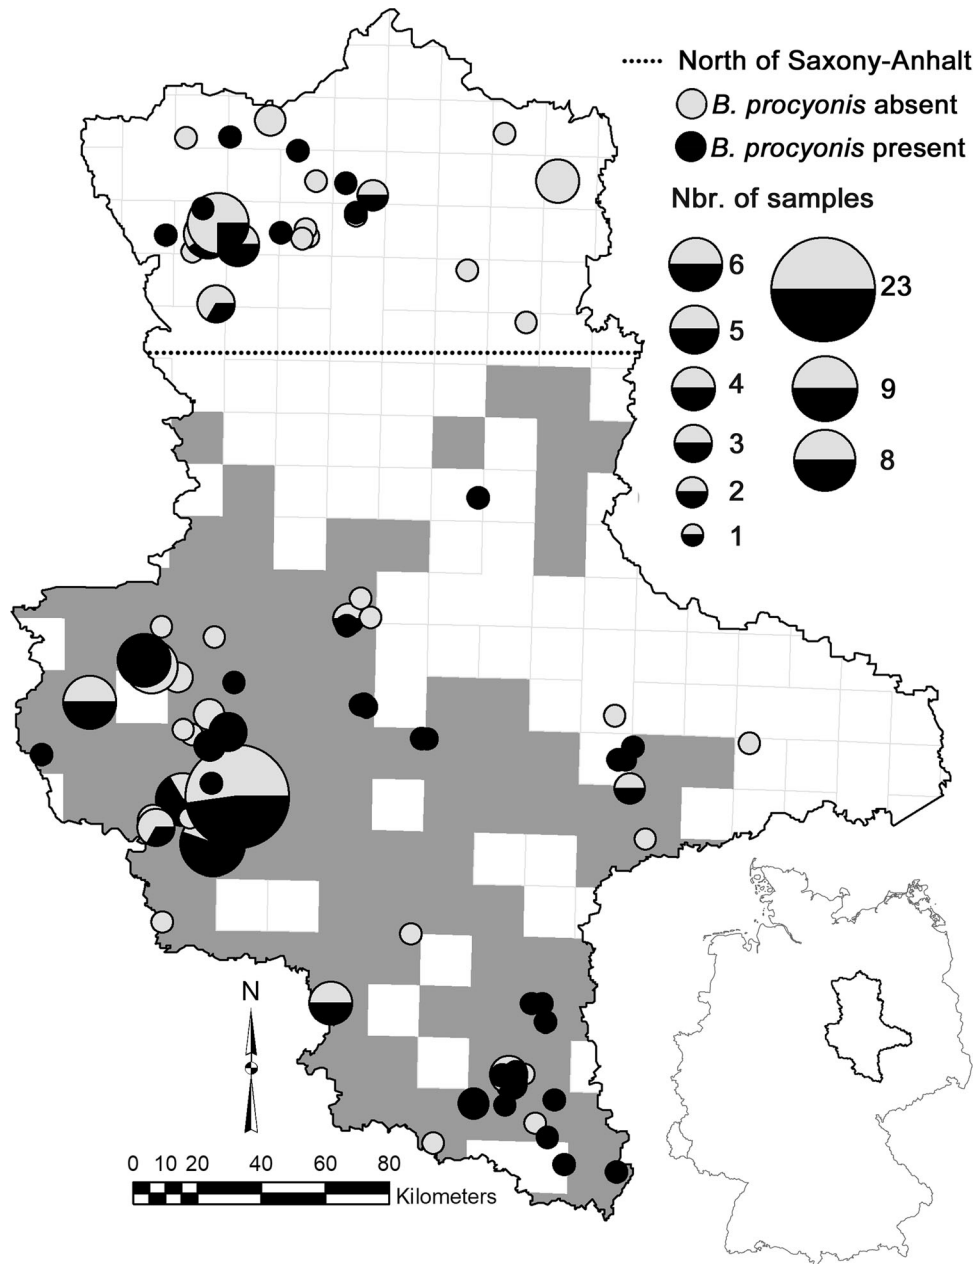 North of Saxony-Anhalt
B. procyonis absent
B. procyonis present
Nbr. of samples
6
23
5
4
9
3
8
2
1
N
0 10 20 40 60 80
Kilometers